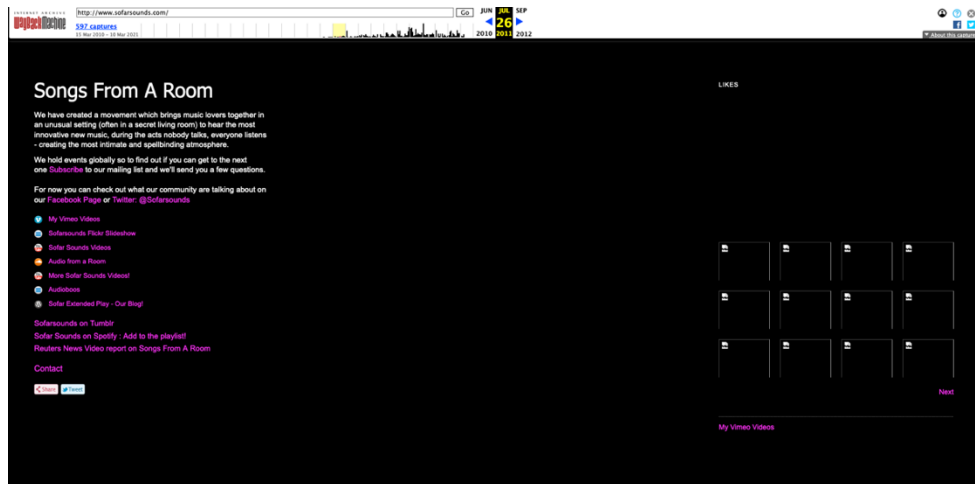 INTERNET ARCHIVE
WayBackMachine
http://www.sofarsounds.com/
Go
597 captures
JUN JUL SEP
26
2010 2011 2012
About this capture
Songs From A Room
We have created a movement which brings music lovers together in
an unusual setting (often in a secret living room) to hear the most
innovative new music, during the acts nobody talks, everyone listens
- creating the most intimate and spellbinding atmosphere.
We hold events globally so to find out if you can get to the next
one Subscribe to our mailing list and we'll send you a few questions.
For now you can check out what our community are talking about on
our Facebook Page or Twitter: @Sofarsounds
My Vimeo Videos
Sofarsounds Flickr Slideshow
Sofar Sounds Videos
Audio from a Room
More Sofar Sounds Videos!
Audioboos
Sofar Extended Play - Our Blog!
Sofarsounds on Tumblr
Sofar Sounds on Spotify : Add to the playlist!
Reuters News Video report on Songs From A Room
Contact
Share Tweet
LIKES
Next
My Vimeo Videos